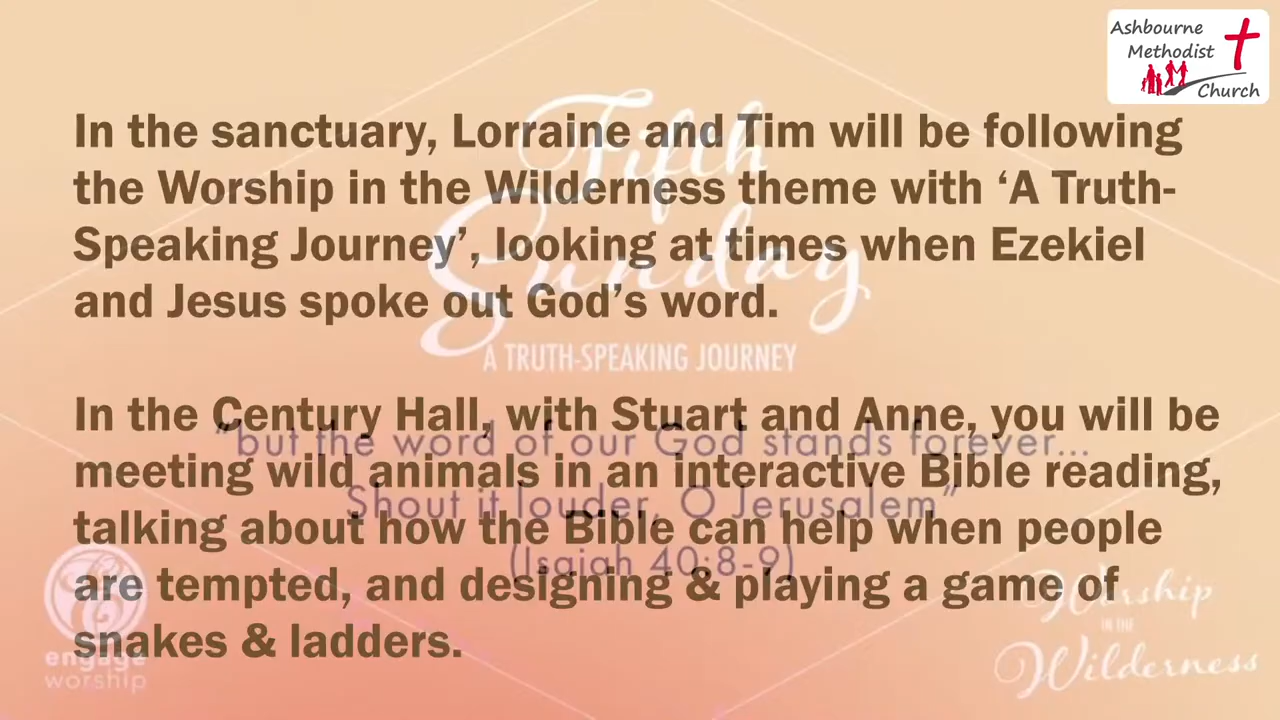 Ashbourne
Methodist
Church
In the sanctuary, Lorraine and Tim will be following
the Worship in the Wilderness theme with ‘A Truth-
Speaking Journey’, looking at times when Ezekiel
and Jesus spoke out God’s word.
In the Century Hall, with Stuart and Anne, you will be
meeting wild animals in an interactive Bible reading,
talking about how the Bible can help when people
are tempted, and designing & playing a game of
snakes & ladders.
Fifth
Sunday
A TRUTH-SPEAKING JOURNEY
“but the word of our God stands forever...
Shout it louder, O Jerusalem”
(Isaiah 40:8-9)
engage
worship
Worship
IN THE
Wilderness